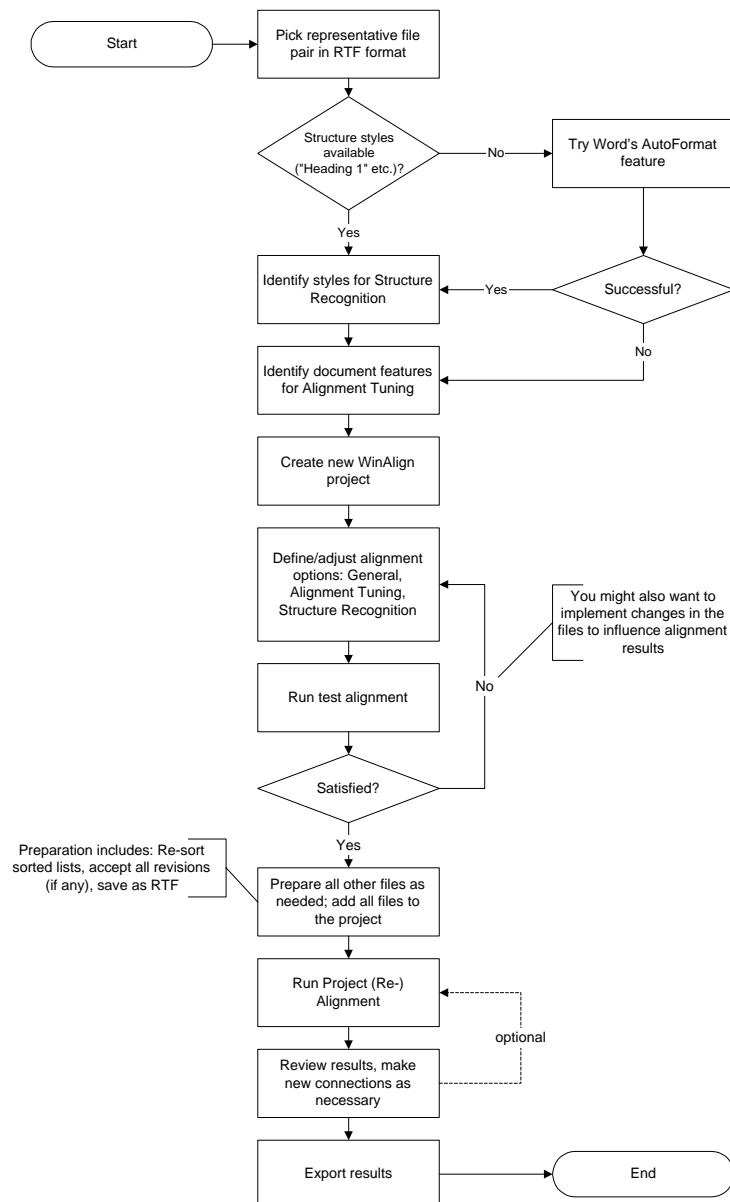 Start
Pick representative file
pair in RTF format
Structure styles
available
("Heading 1" etc.)?
No
Try Word's AutoFormat
feature
Yes
Identify styles for Structure
Recognition
Yes
Successful?
No
Identify document features
for Alignment Tuning
Create new WinAlign
project
Define/adjust alignment
options: General,
Alignment Tuning,
Structure Recognition
You might also want to
implement changes in the
files to influence alignment
results
No
Run test alignment
Satisfied?
Yes
Preparation includes: Re-sort
sorted lists, accept all revisions
(if any), save as RTF
Prepare all other files as
needed; add all files to
the project
Run Project (Re-)
Alignment
optional
Review results, make
new connections as
necessary
Export results
End